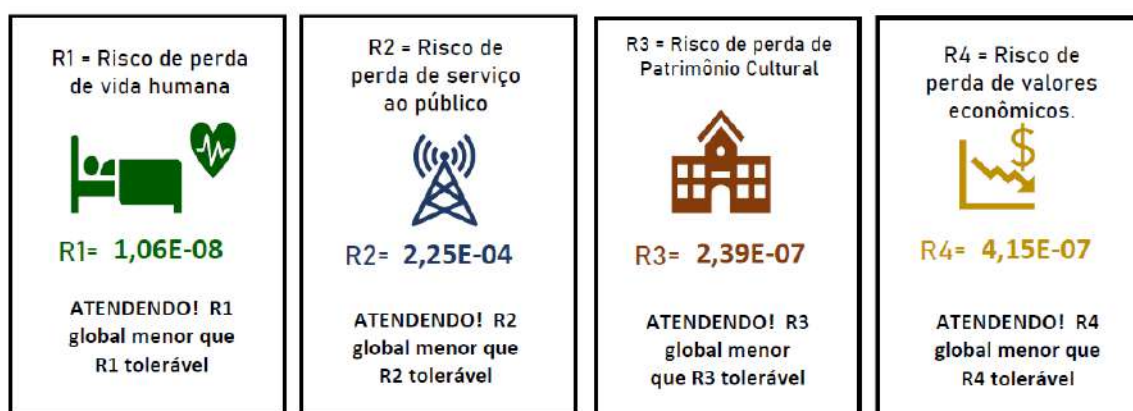 R1 = Risco de perda
de vida humana
R1= 1,06E-08
ATENDENDO! R1
global menor que
R1 tolerável
R2 = Risco de
perda de serviço
ao público
R2= 2,25E-04
ATENDENDO! R2
global menor que
R2 tolerável
R3 = Risco de perda de
Patrimônio Cultural
R3= 2,39E-07
ATENDENDO! R3
global menor
que R3 tolerável
R4 = Risco de
perda de valores
econômicos.
$
R4= 4,15E-07
ATENDENDO! R4
global menor que
R4 tolerável